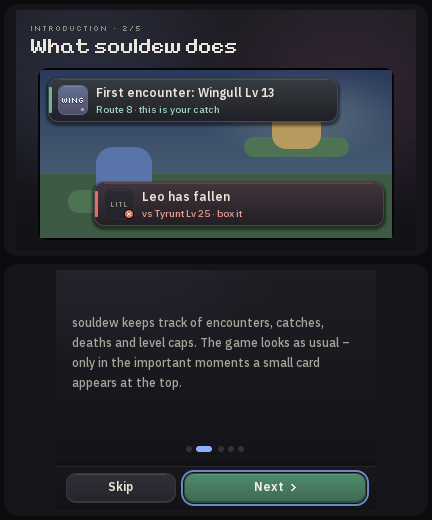 INTRODUCTION · 2/5
What souldew does
WING
First encounter: Wingull Lv 13
Route 8 · this is your catch
LITL
Leo has fallen
vs Tyrunt Lv 25 · box it
souldew keeps track of encounters, catches,
deaths and level caps. The game looks as usual –
only in the important moments a small card
appears at the top.
Skip
Next ›